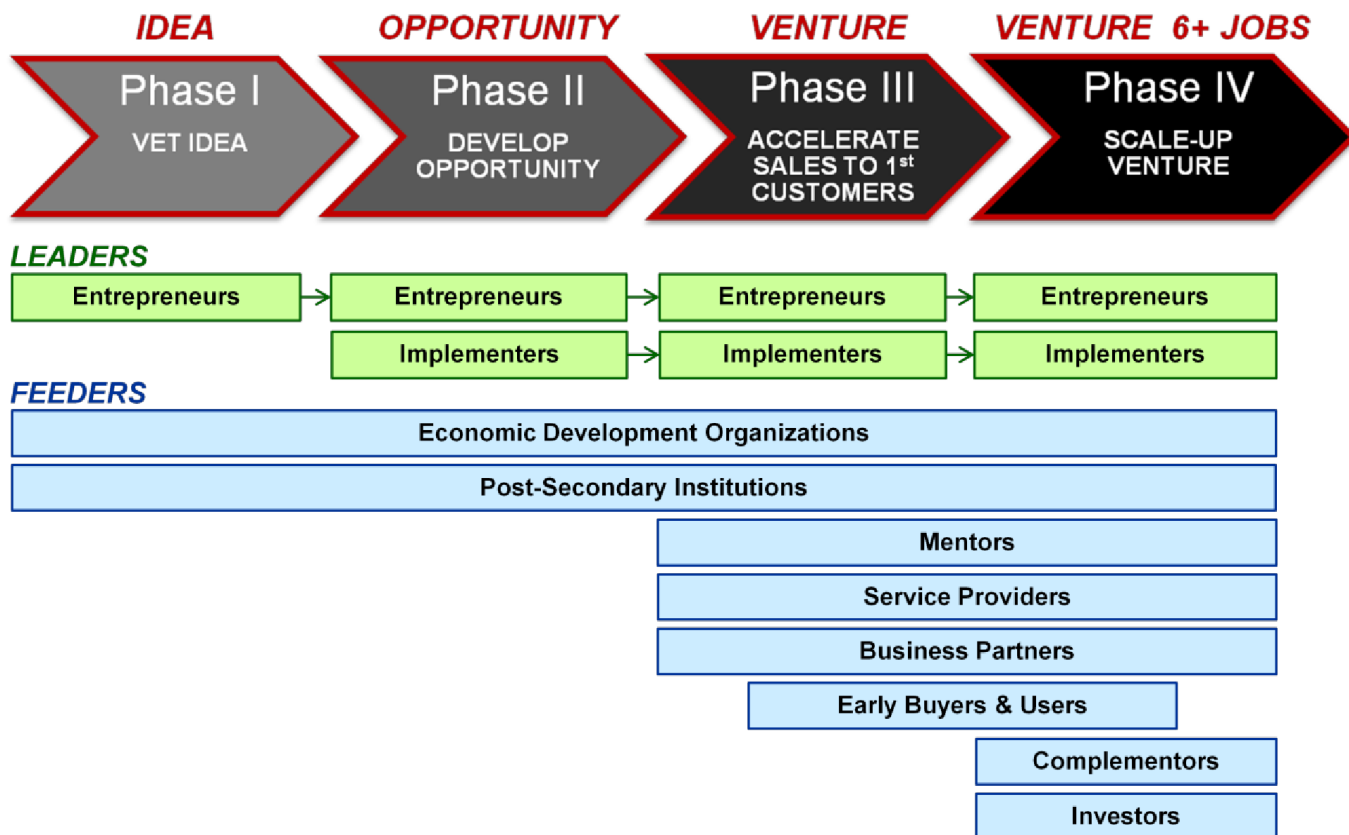 IDEA OPPORTUNITY VENTURE VENTURE 6+ JOBS
Phase I
VET IDEA
Phase II
DEVELOP
OPPORTUNITY
Phase III
ACCELERATE
SALES TO 1st
CUSTOMERS
Phase IV
SCALE-UP
VENTURE
LEADERS
Entrepreneurs Entrepreneurs Entrepreneurs Entrepreneurs
Implementers Implementers Implementers
FEEDERS
Economic Development Organizations
Post-Secondary Institutions
Mentors
Service Providers
Business Partners
Early Buyers & Users
Complementors
Investors